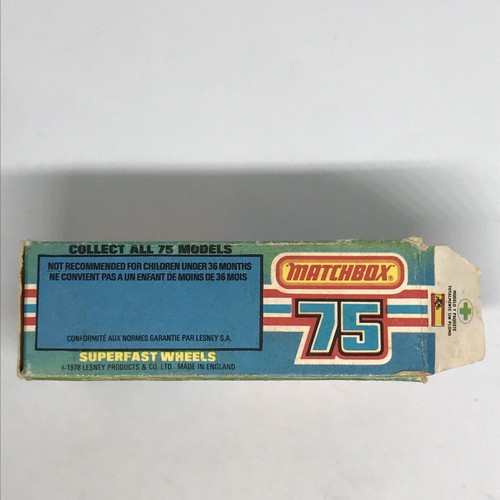 COLLECT ALL 75 MODELS
NOT RECOMMENDED FOR CHILDREN UNDER 36 MONTHS
NE CONVIENT PAS A UN ENFANT DE MOINS DE 36 MOIS
CONFORMITÉ AUX NORMES GARANTIE PAR LESNEY S.A.
SUPERFAST WHEELS
©1978 LESNEY PRODUCTS & CO. LTD. MADE IN ENGLAND
"MATCHBOX"
75